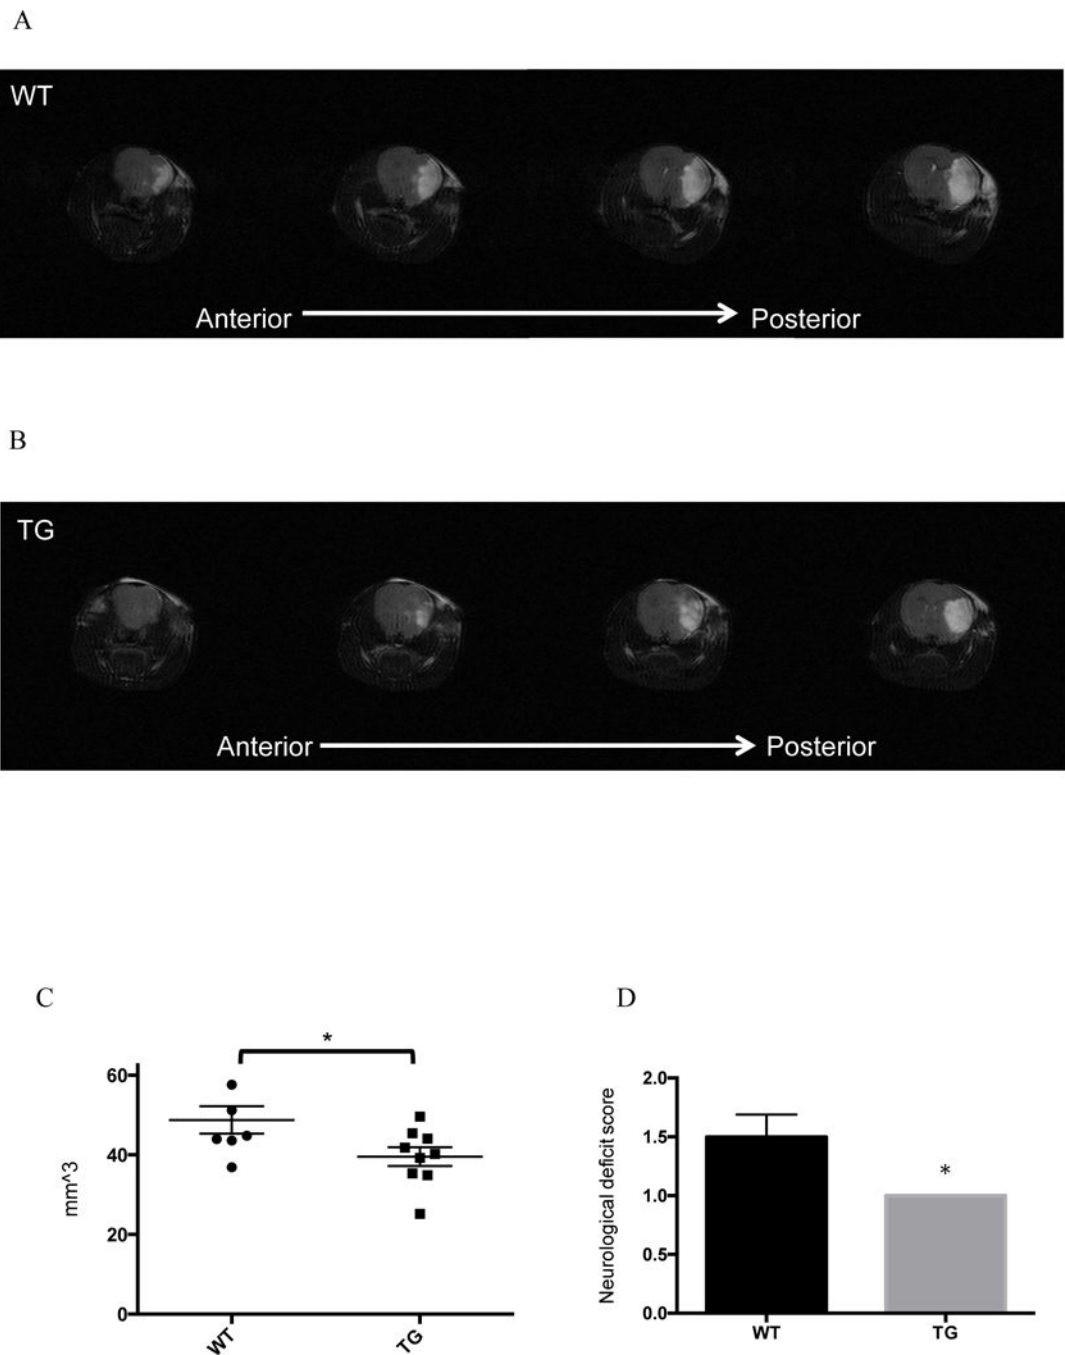 A
WT
Anterior
Posterior
B
TG
Anterior
Posterior
C
D
*
60
40
20
0
mm^3
WT
TG
2.0
1.5
1.0
0.5
0.0
Neurological deficit score
*
WT
TG